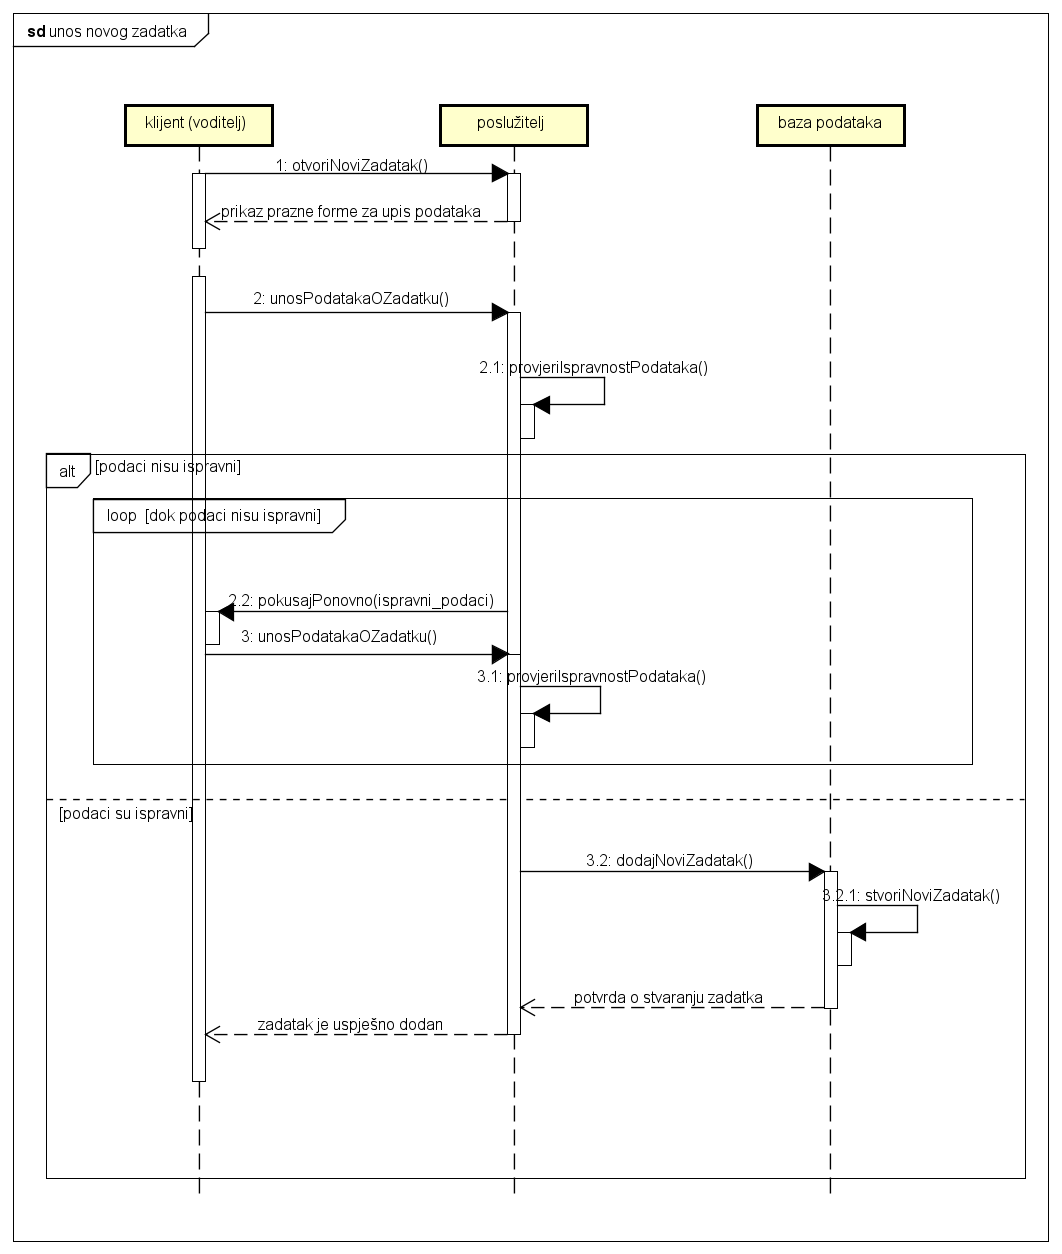 sd unos novog zadatka
klijent (voditelj)
poslužitelj
baza podataka
1: otvoriNoviZadatak()
prikaz prazne forme za upis podataka
2: unosPodatakaOZadatku()
2.1: provjeriIspravnostPodataka()
alt [podaci nisu ispravni]
loop [dok podaci nisu ispravni]
2.2: pokusajPonovno(ispravni_podaci)
3: unosPodatakaOZadatku()
3.1: provjeriIspravnostPodataka()
[podaci su ispravni]
3.2: dodajNoviZadatak()
3.2.1: stvoriNoviZadatak()
potvrda o stvaranju zadatka
zadatak je uspješno dodan